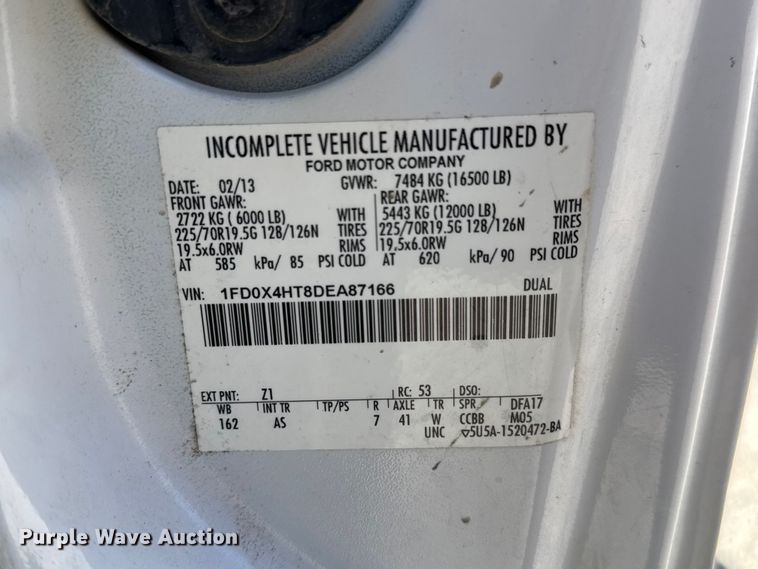 INCOMPLETE VEHICLE MANUFACTURED BY
FORD MOTOR COMPANY
DATE: 02/13 GVWR: 7484 KG (16500 LB)
FRONT GAWR: REAR GAWR:
2722 KG ( 6000 LB) WITH 5443 KG (12000 LB) WITH
225/70R19.5G 128/126N TIRES 225/70R19.5G 128/126N TIRES
19.5x6.0RW RIMS 19.5x6.0RW RIMS
AT 585 kPa/ 85 PSI COLD AT 620 kPa/ 90 PSI COLD
VIN: 1FD0X4HT8DEA87166 DUAL
EXT PNT: Z1 RC: 53 DSO:
WB INT TR TP/PS R AXLE TR SPR DFA17
162 AS 7 41 W CCBB M05
UNC 5U5A-1520472-BA
Purple Wave Auction